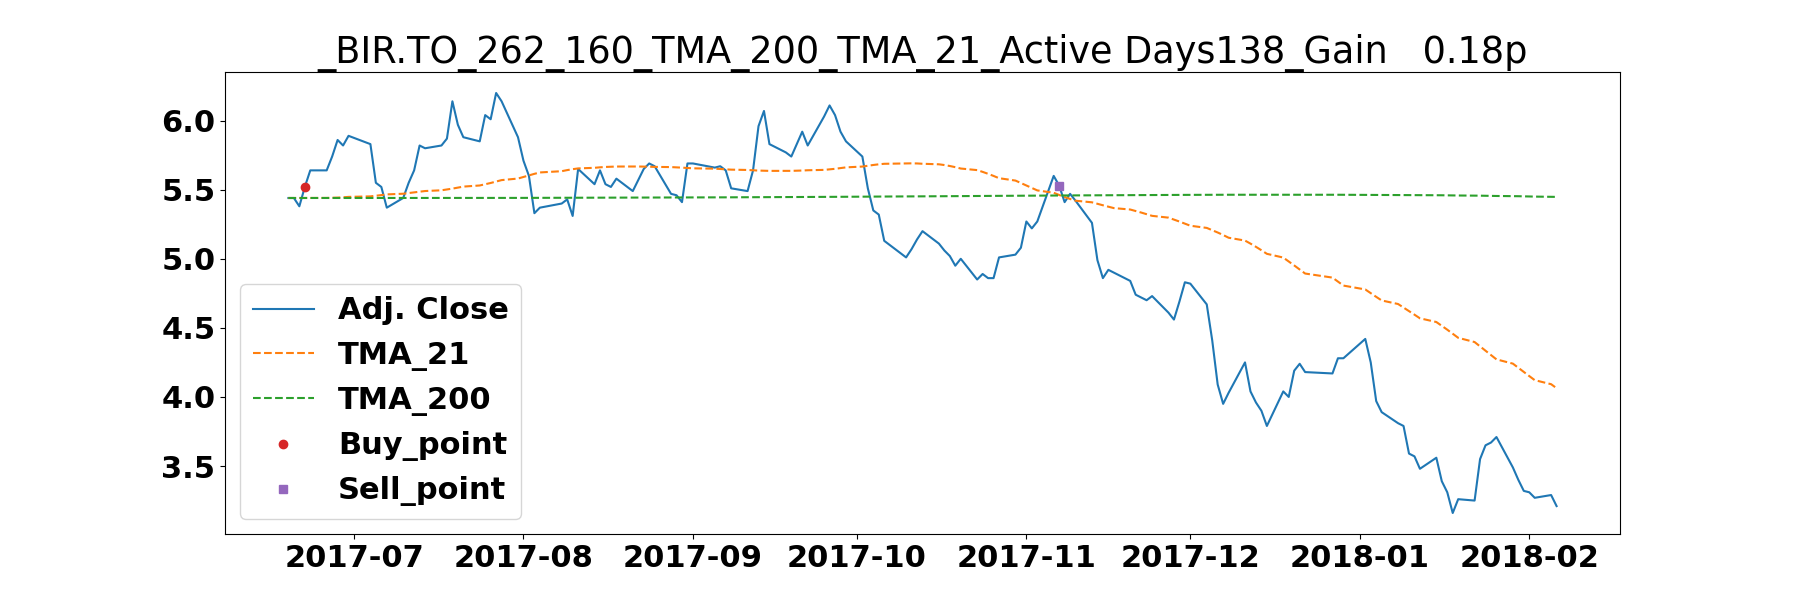 _BIR.TO_262_160_TMA_200_TMA_21_Active Days138_Gain   0.18p
6.0
5.5
5.0
4.5
4.0
3.5
Adj. Close
TMA_21
TMA_200
Buy_point
Sell_point
2017-07 2017-08 2017-09 2017-10 2017-11 2017-12 2018-01 2018-02